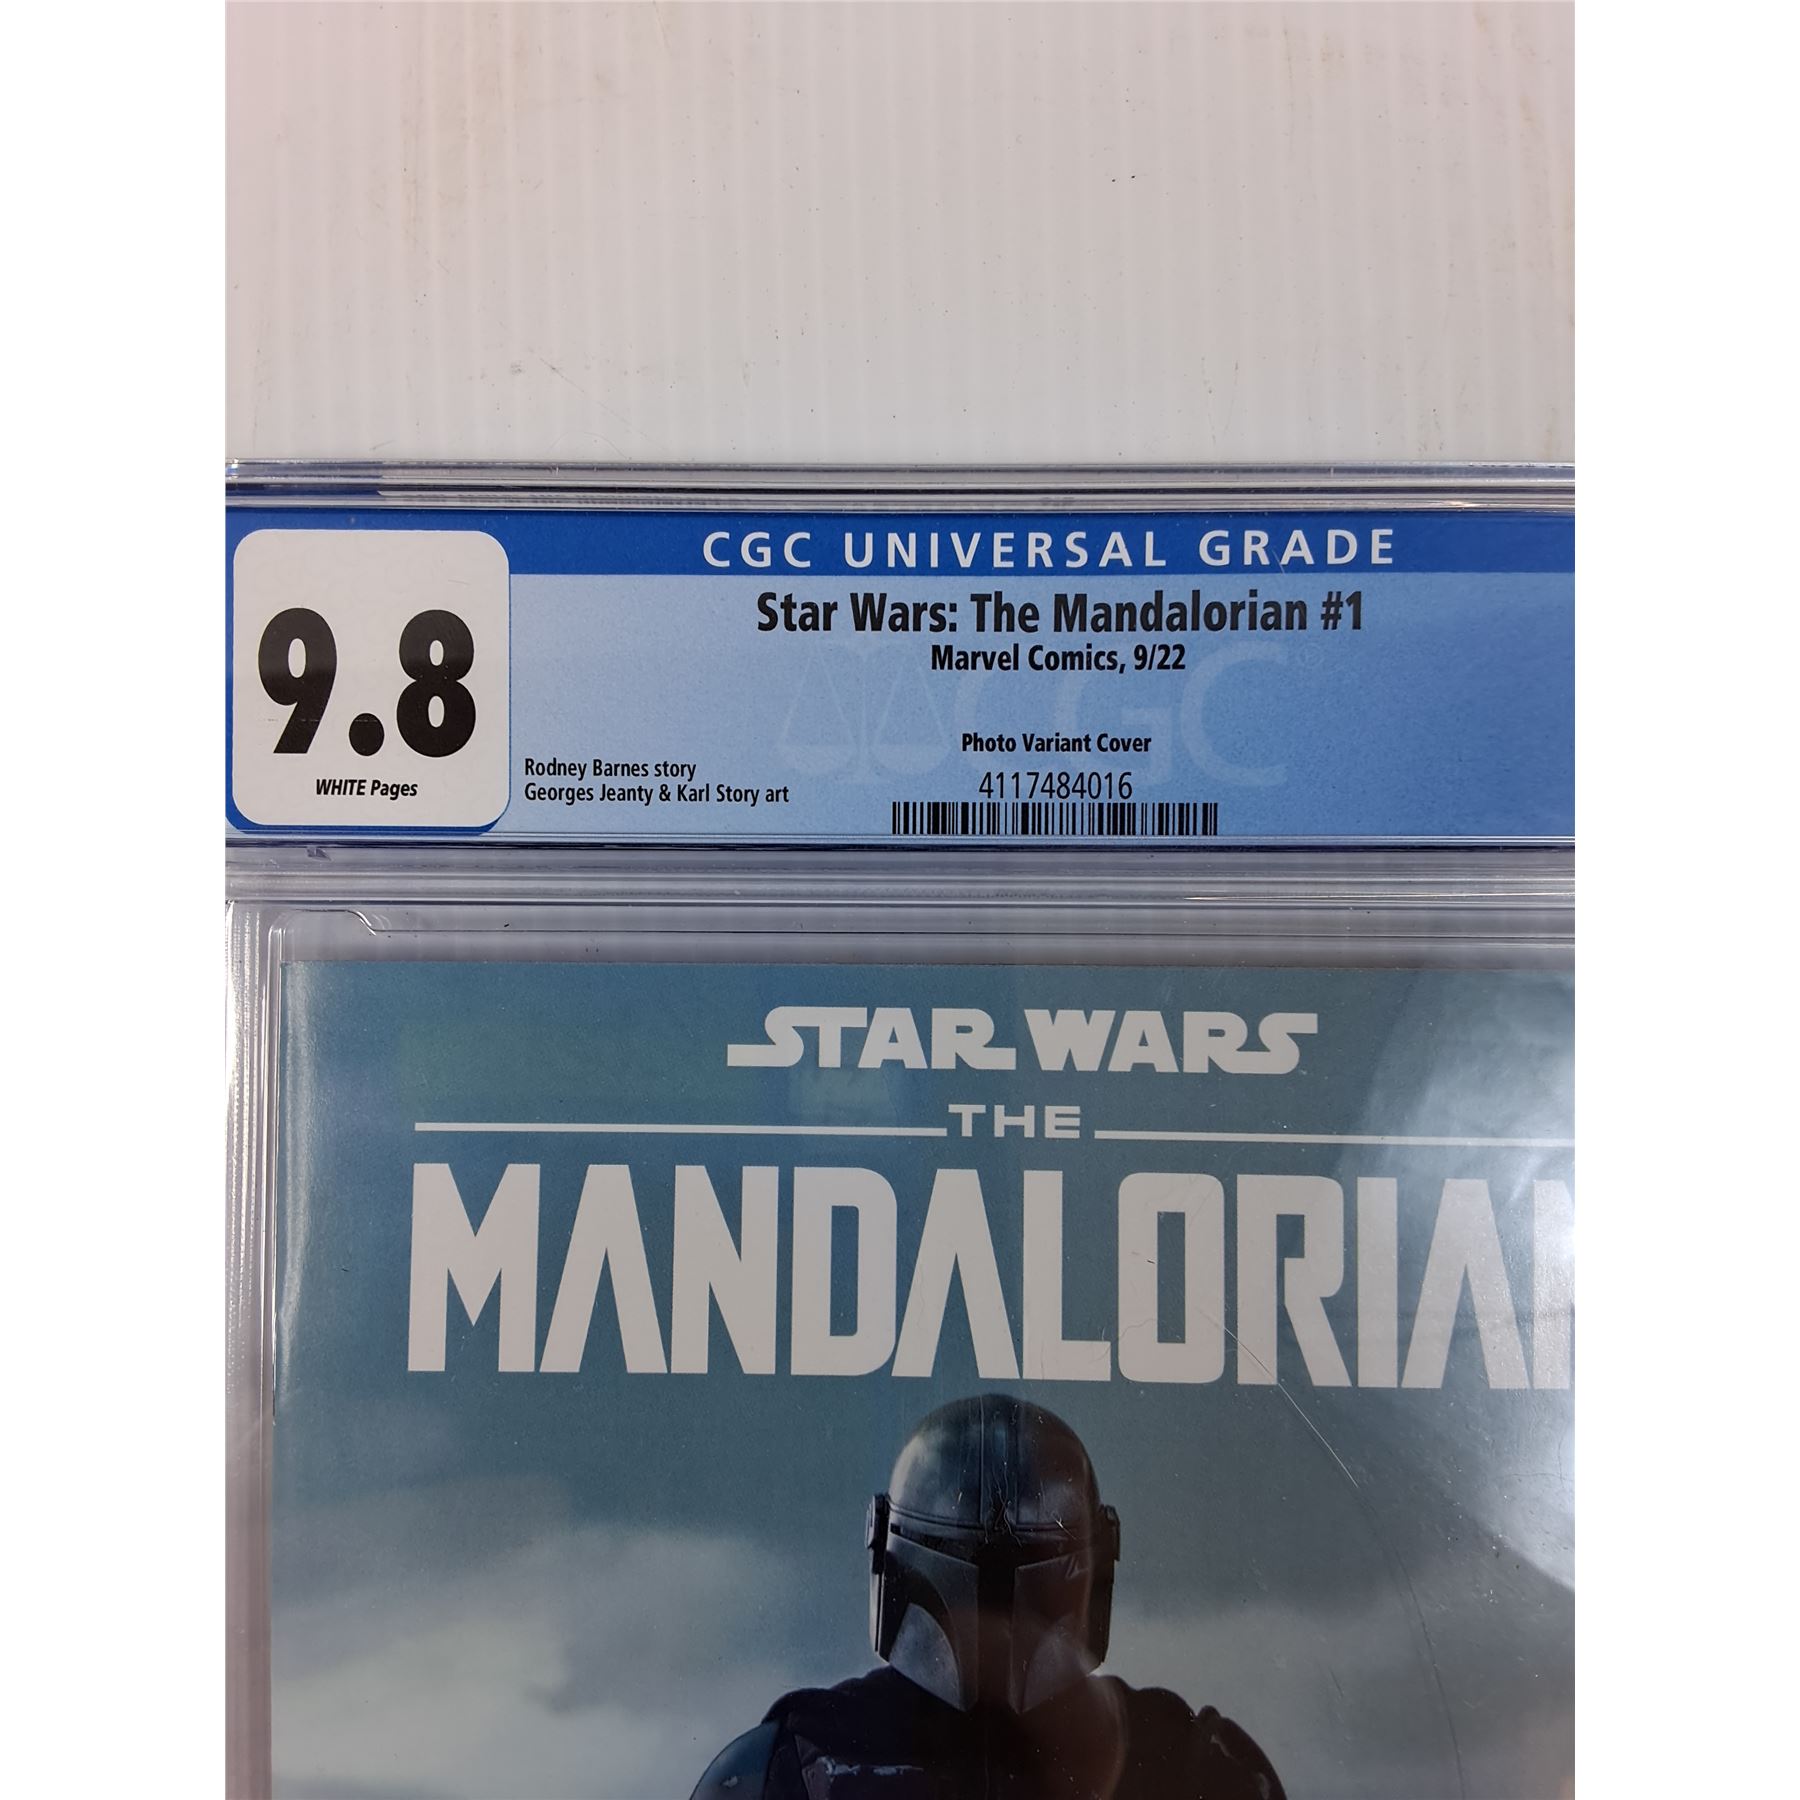 CGC UNIVERSAL GRADE
9.8
WHITE Pages
Star Wars: The Mandalorian #1
Marvel Comics, 9/22
CGC
Photo Variant Cover
Rodney Barnes story
Georges Jeanty & Karl Story art
4117484016
STAR WARS
THE
MANDALORIAN